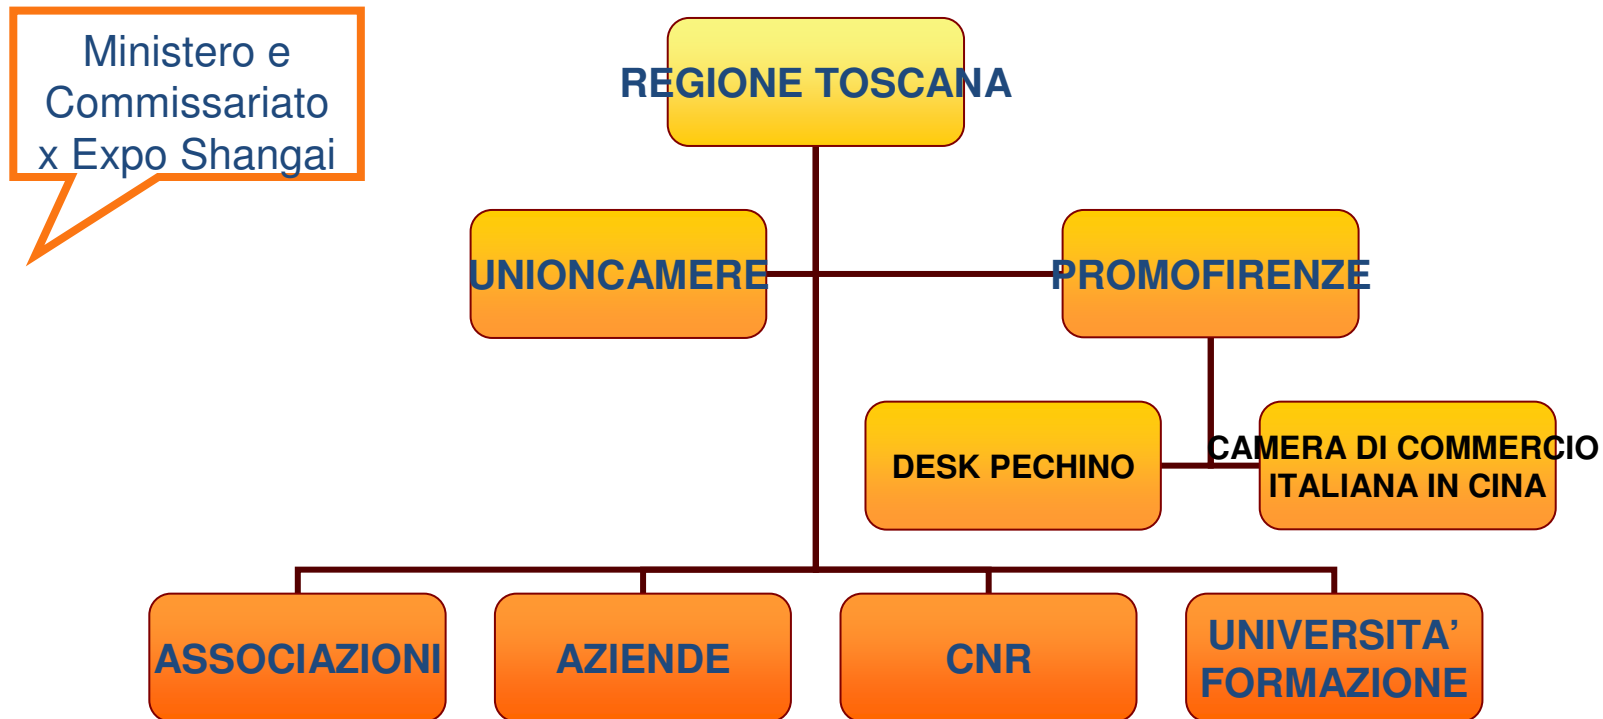 Ministero e
Commissariato
x Expo Shangai
REGIONE TOSCANA
UNIONCAMERE
PROMOFIRENZE
DESK PECHINO
CAMERA DI COMMERCIO
ITALIANA IN CINA
ASSOCIAZIONI
AZIENDE
CNR
UNIVERSITA’
FORMAZIONE